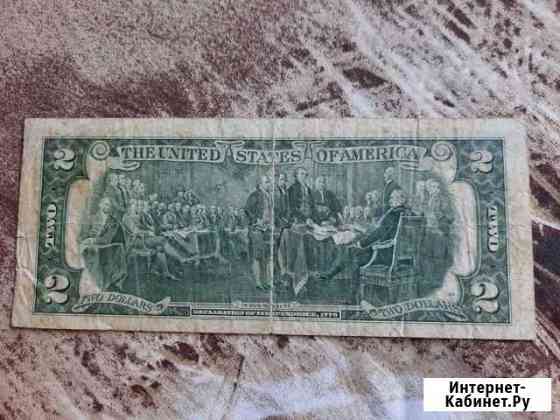 2 THE UNITED STATES OF AMERICA 2
TWO TWO
2 TWO DOLLARS TWO DOLLARS 2
DECLARATION OF INDEPENDENCE, 1776
Интернет-
Кабинет.Ру